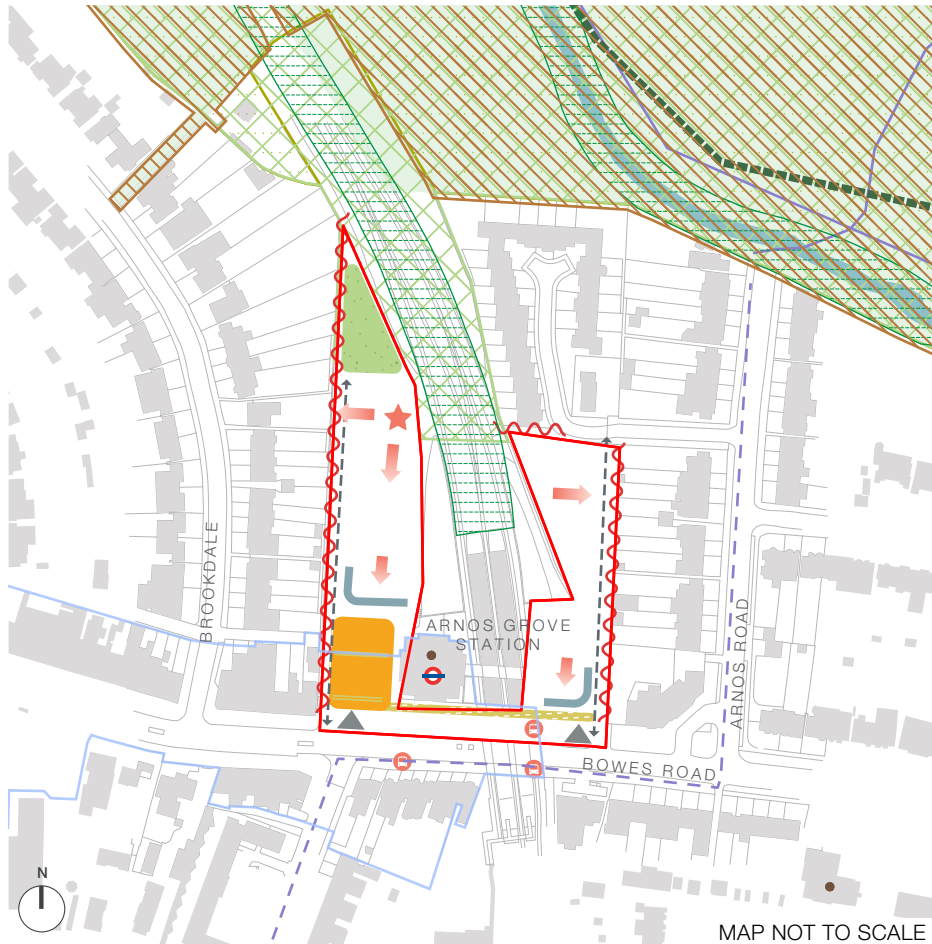 BROOKDALE
ARNOS GROVE
STATION
ARNOS ROAD
BOWES ROAD
N
MAP NOT TO SCALE